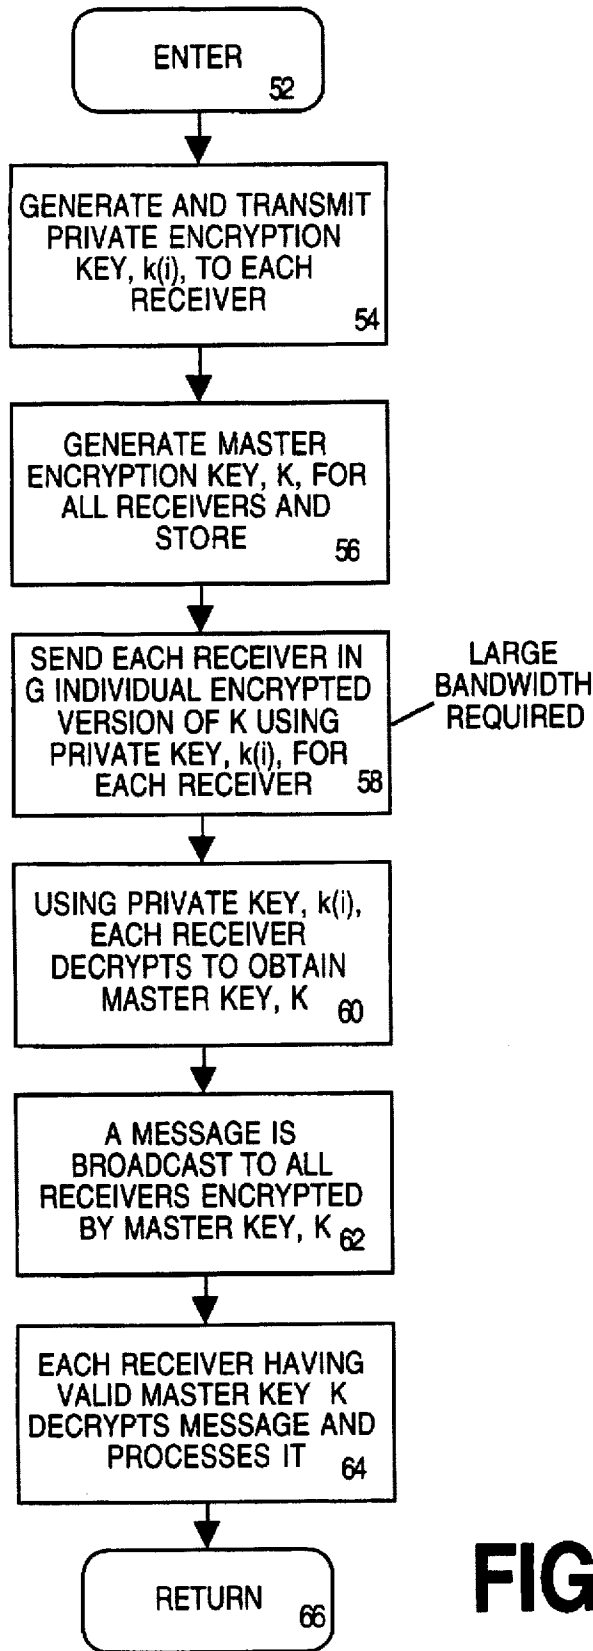 ENTER
52
GENERATE AND TRANSMIT
PRIVATE ENCRYPTION
KEY, k(i), TO EACH
RECEIVER
54
GENERATE MASTER
ENCRYPTION KEY, K, FOR
ALL RECEIVERS AND
STORE
56
SEND EACH RECEIVER IN
G INDIVIDUAL ENCRYPTED
VERSION OF K USING
PRIVATE KEY, k(i), FOR
EACH RECEIVER 58
LARGE
BANDWIDTH
REQUIRED
USING PRIVATE KEY, k(i),
EACH RECEIVER
DECRYPTS TO OBTAIN
MASTER KEY, K 60
A MESSAGE IS
BROADCAST TO ALL
RECEIVERS ENCRYPTED
BY MASTER KEY, K 62
EACH RECEIVER HAVING
VALID MASTER KEY K
DECRYPTS MESSAGE AND
PROCESSES IT 64
RETURN 66
FIG